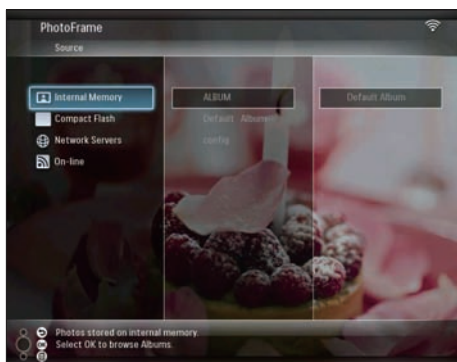 PhotoFrame
Source
Internal Memory
Compact Flash
Network Servers
On-line
ALBUM
Default Album
config
Default Album
Photos stored on internal memory.
Select OK to browse Albums.
OK